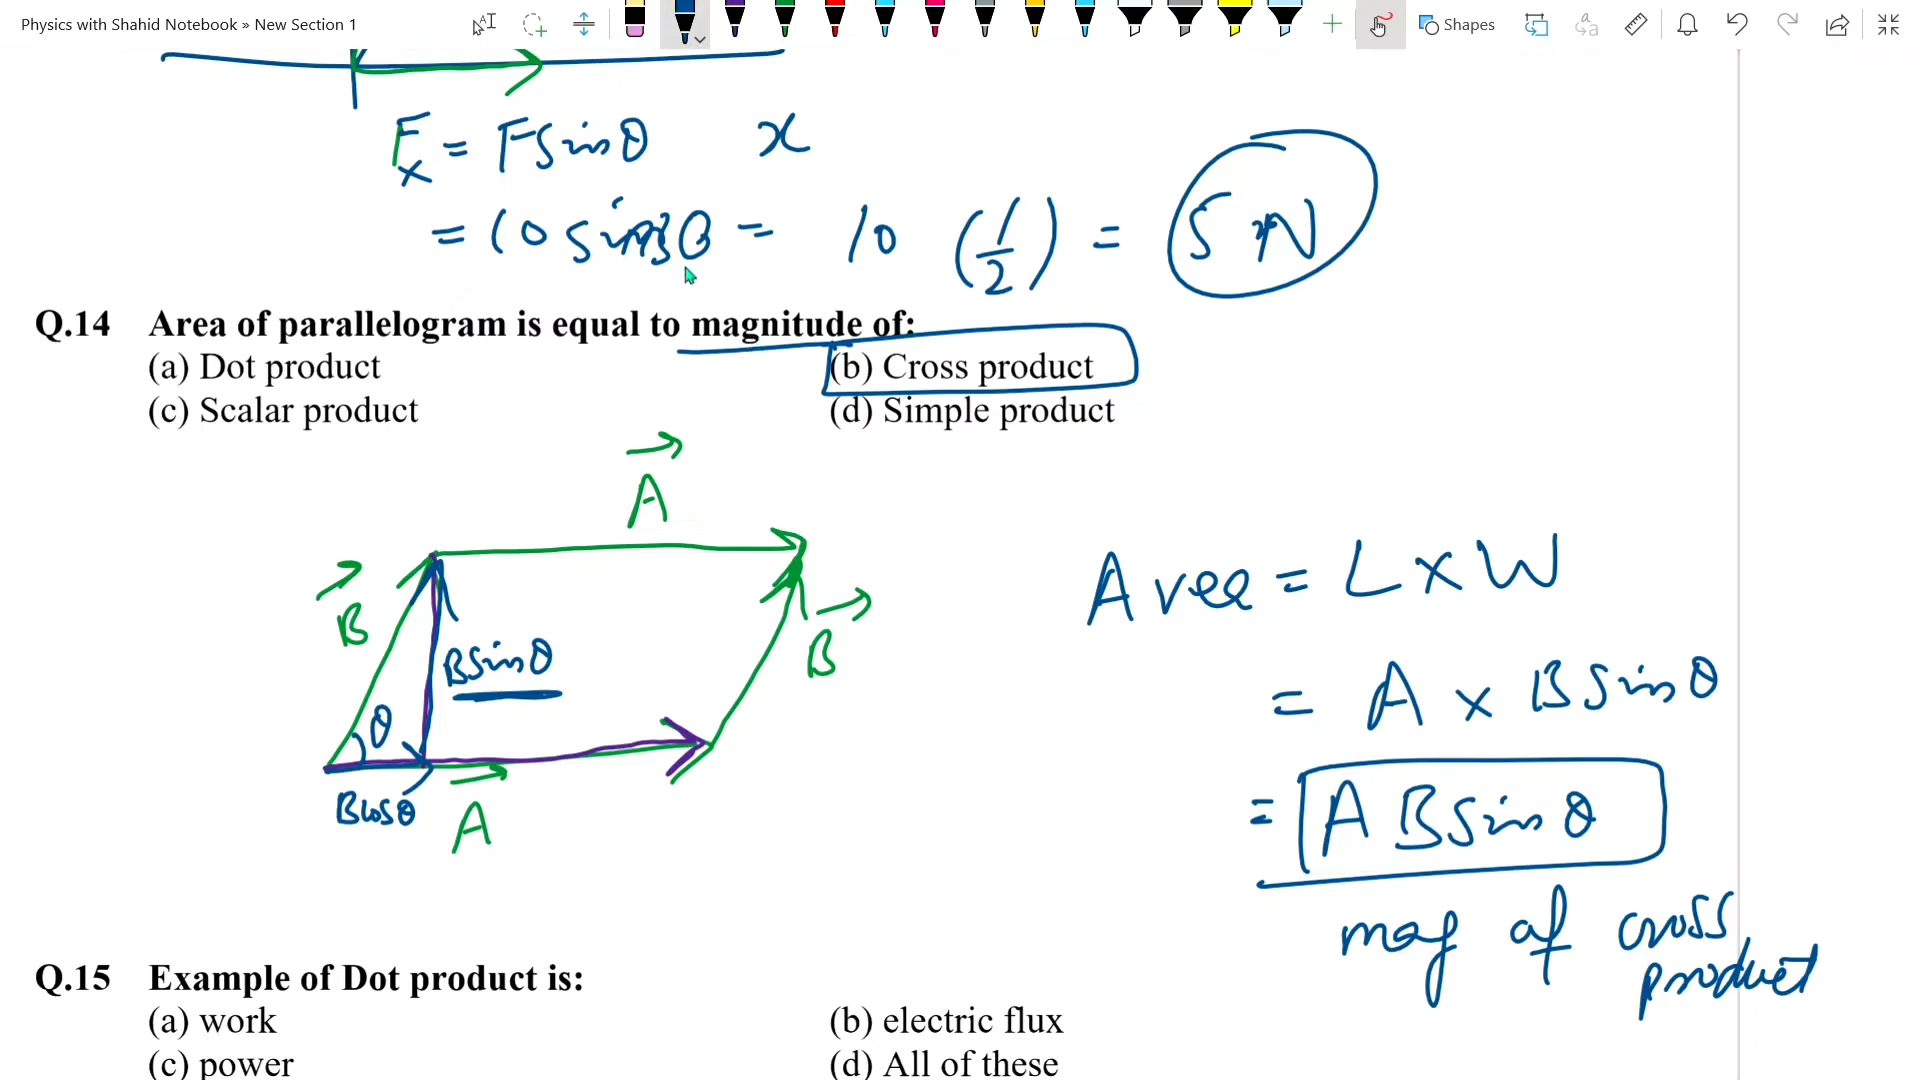 Physics with Shahid Notebook » New Section 1
Shapes
Fx = F Sin θ x
= 10 Sin30 = 10 (1/2) = 5 N
Q.14 Area of parallelogram is equal to magnitude of:
(a) Dot product (b) Cross product
(c) Scalar product (d) Simple product
A
B
B
B Sin θ
θ
B Cos θ
A
Area = L x W
= A x B Sin θ
= A B Sin θ
mag of cross
product
Q.15 Example of Dot product is:
(a) work (b) electric flux
(c) power (d) All of these